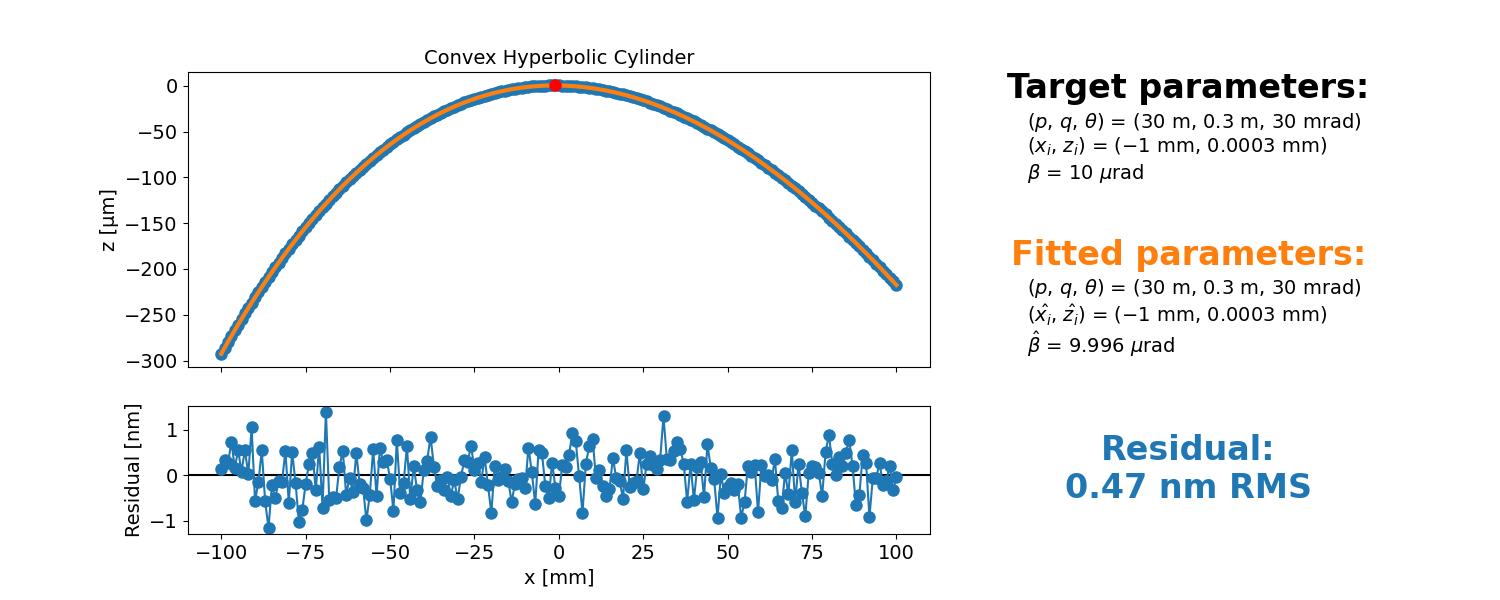 Convex Hyperbolic Cylinder
z [μm]
0
−50
−100
−150
−200
−250
−300
Residual [nm]
1
0
−1
−100
−75
−50
−25
0
25
50
75
100
x [mm]
Target parameters:
(p, q, θ) = (30 m, 0.3 m, 30 mrad)
(xᵢ, zᵢ) = (−1 mm, 0.0003 mm)
β = 10 μrad
Fitted parameters:
(p, q, θ) = (30 m, 0.3 m, 30 mrad)
(x̂ᵢ, ẑᵢ) = (−1 mm, 0.0003 mm)
β̂ = 9.996 μrad
Residual:
0.47 nm RMS